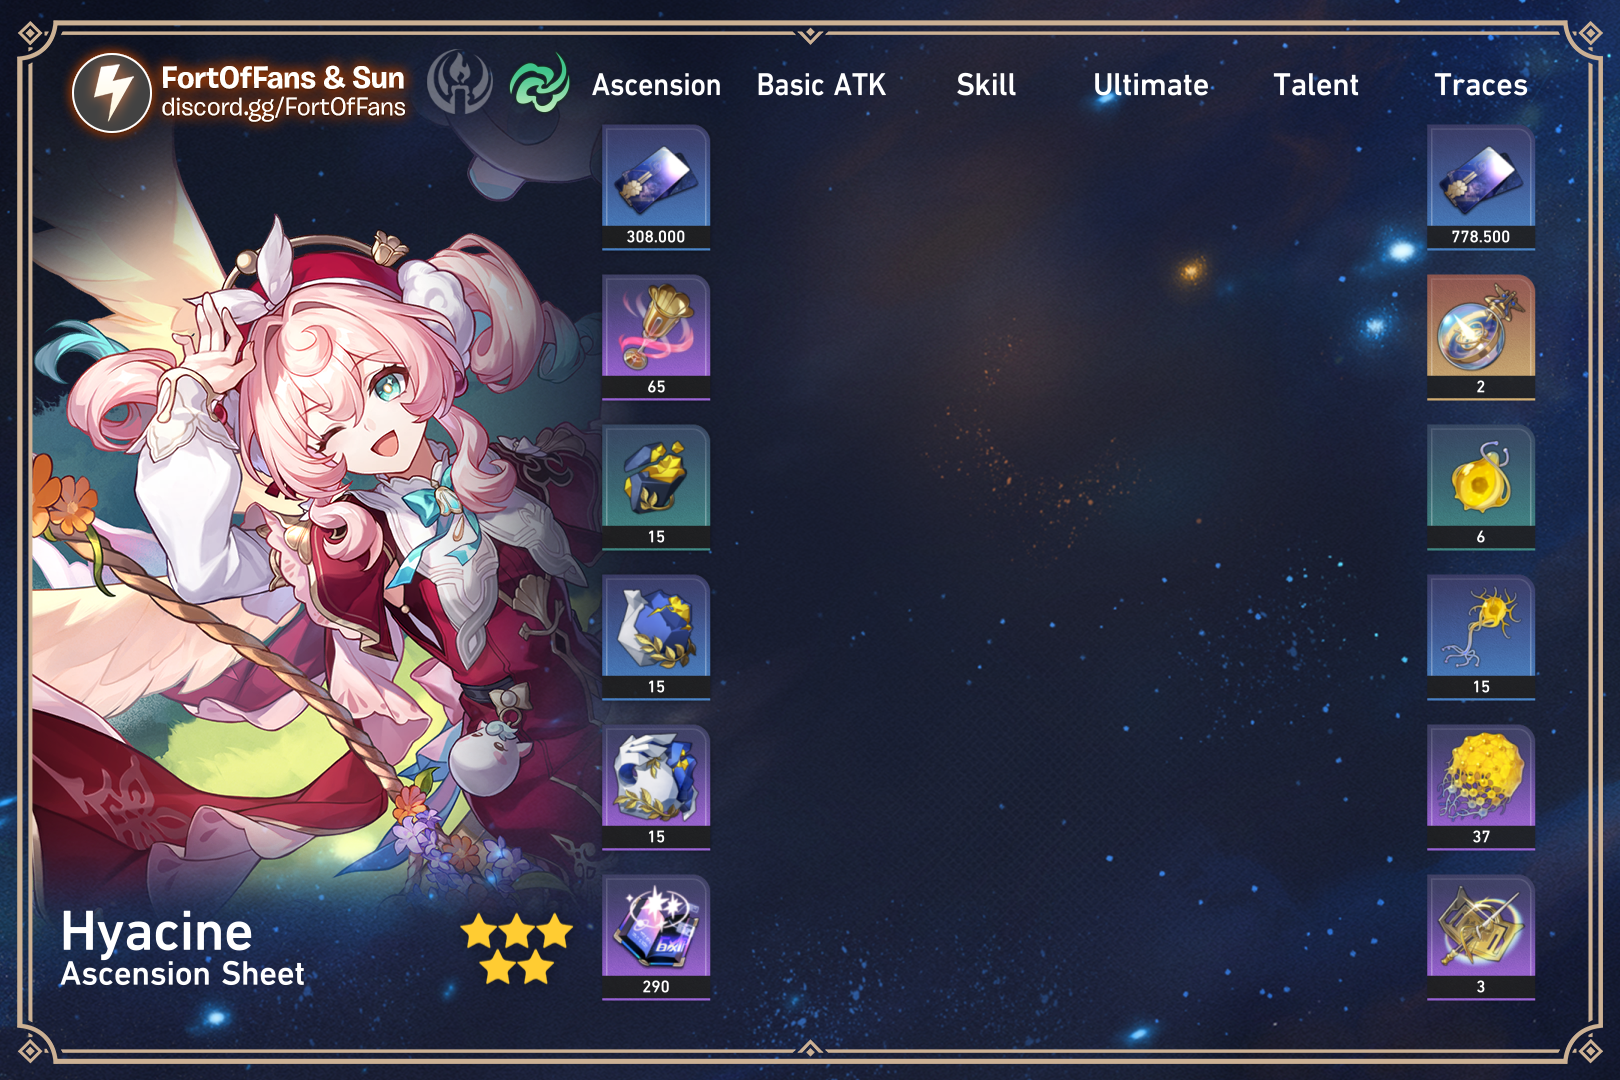 FortOfFans & Sun
discord.gg/FortOfFans
Ascension Basic ATK Skill Ultimate Talent Traces
308.000 778.500
65 2
15 6
15 15
15 37
290 3
Hyacine
Ascension Sheet